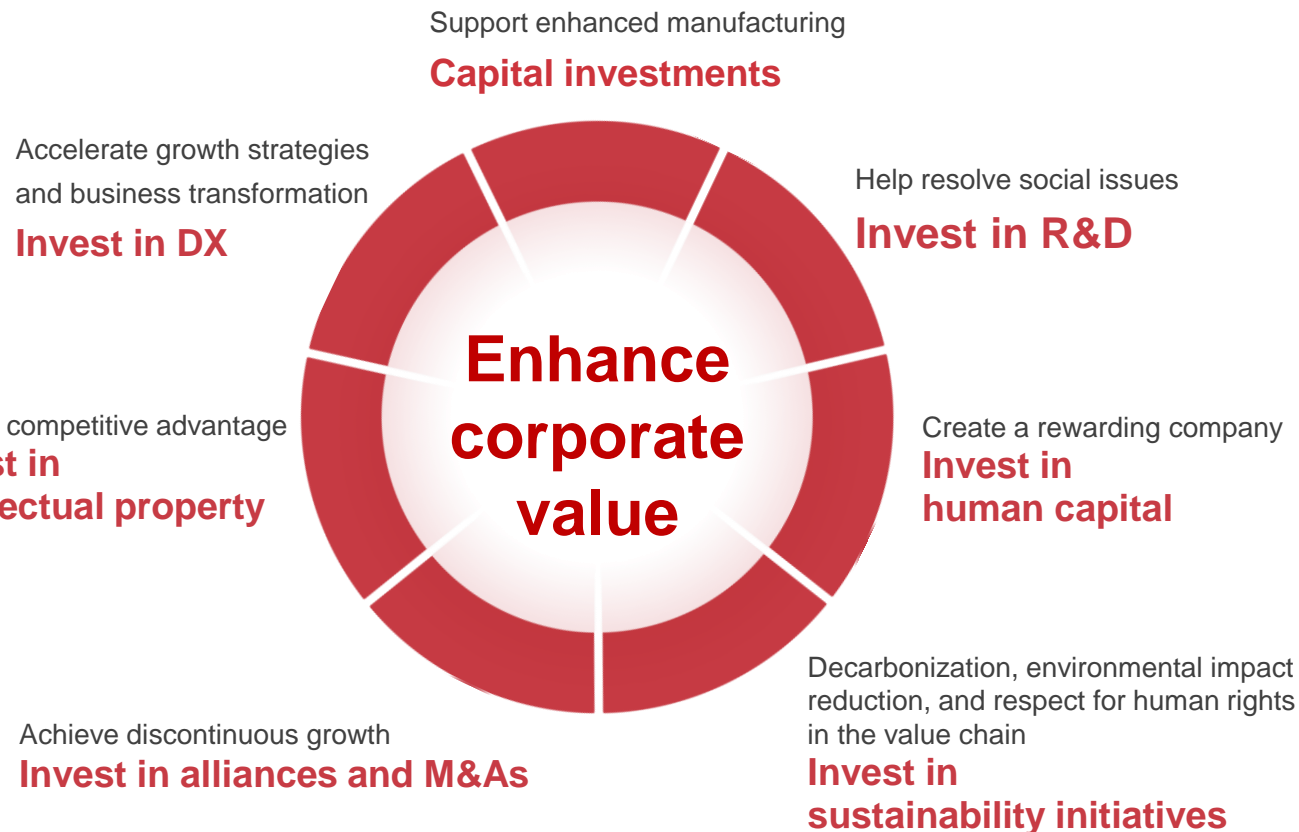 Support enhanced manufacturing
Capital investments
Accelerate growth strategies
and business transformation
Invest in DX
Help resolve social issues
Invest in R&D
Enhance
corporate
value
competitive advantage
in
property
Create a rewarding company
Invest in
human capital
Achieve discontinuous growth
Invest in alliances and M&As
Decarbonization, environmental impact
reduction, and respect for human rights
in the value chain
Invest in
sustainability initiatives